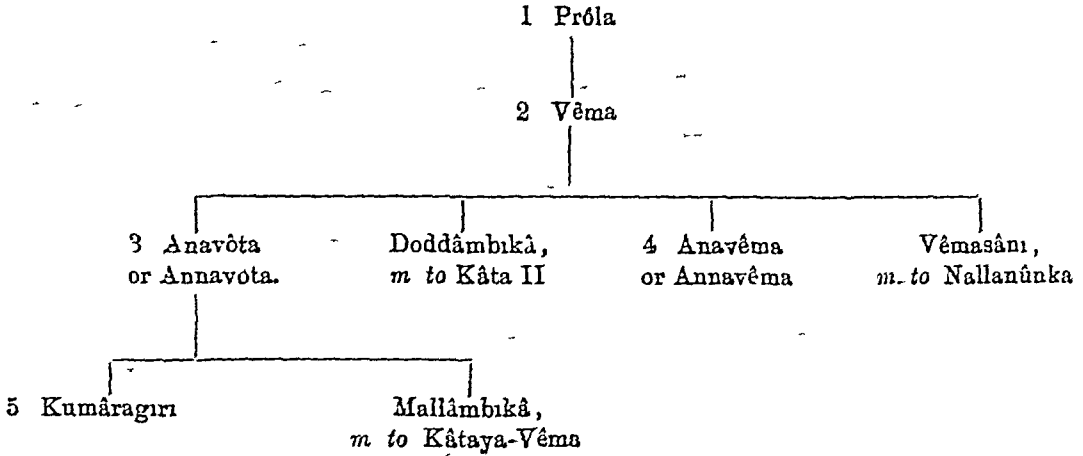 1 Prôla
2 Vêma
3 Anavôta
or Annavota.
Doddâmbikâ,
m to Kâta II
4 Anavêma
or Annavêma
Vêmasâni,
m. to Nallanûnka
5 Kumâragiri
Mallâmbikâ,
m to Kâtaya-Vêma